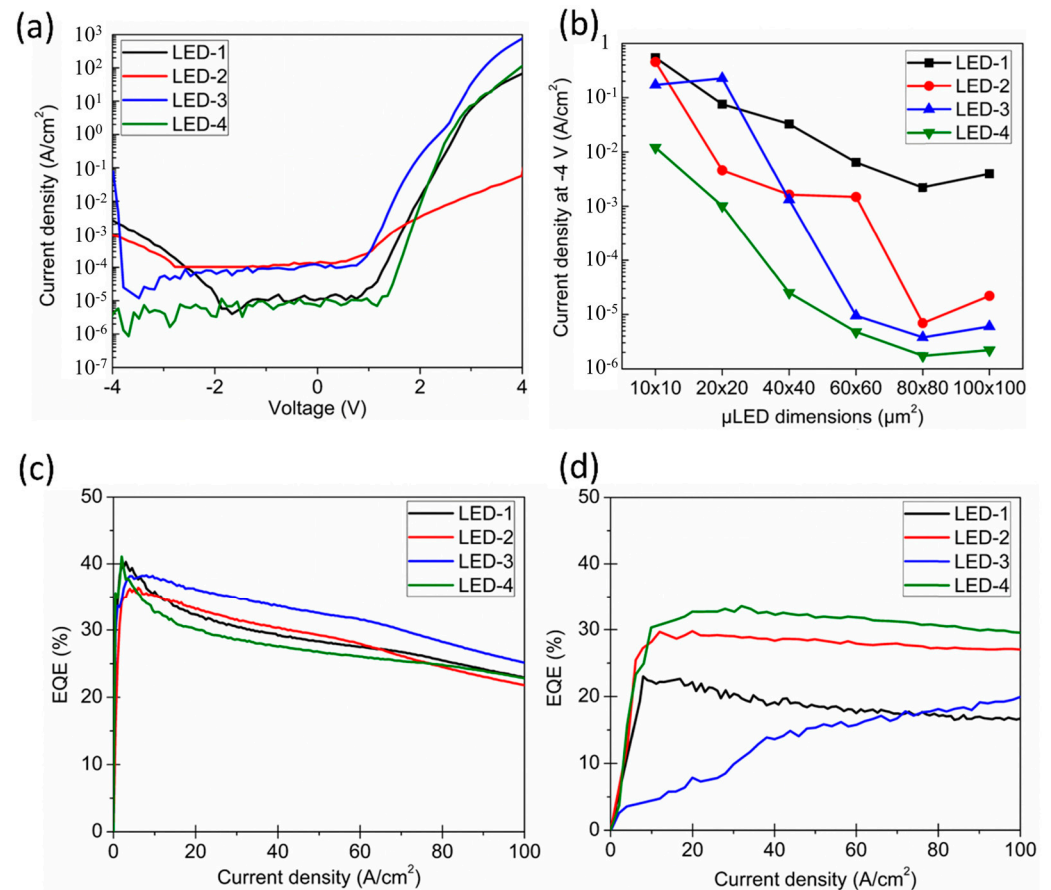 (a)
10³
10²
10¹
10⁰
10⁻¹
10⁻²
10⁻³
10⁻⁴
10⁻⁵
10⁻⁶
10⁻⁷
Current density (A/cm²)
LED-1
LED-2
LED-3
LED-4
-4 -2 0 2 4
Voltage (V)
(b)
1
10⁻¹
10⁻²
10⁻³
10⁻⁴
10⁻⁵
10⁻⁶
Current density at -4 V (A/cm²)
LED-1
LED-2
LED-3
LED-4
10x10 20x20 40x40 60x60 80x80 100x100
µLED dimensions (µm²)
(c)
50
40
30
20
10
0
EQE (%)
LED-1
LED-2
LED-3
LED-4
0 20 40 60 80 100
Current density (A/cm²)
(d)
50
40
30
20
10
0
EQE (%)
LED-1
LED-2
LED-3
LED-4
0 20 40 60 80 100
Current density (A/cm²)